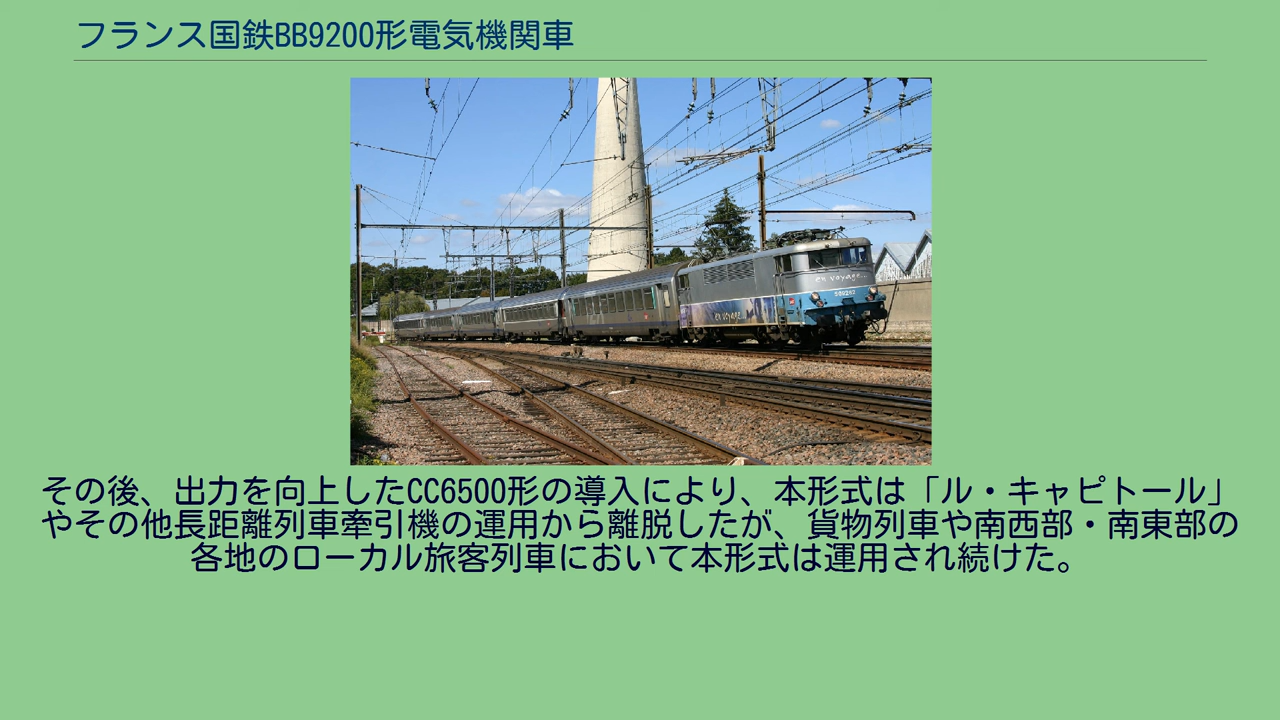 フランス国鉄BB9200形電気機関車
en voyage...
en voyage...
その後、出力を向上したCC6500形の導入により、本形式は「ル・キャピトール」
やその他長距離列車牽引機の運用から離脱したが、貨物列車や南西部・南東部の
各地のローカル旅客列車において本形式は運用され続けた。